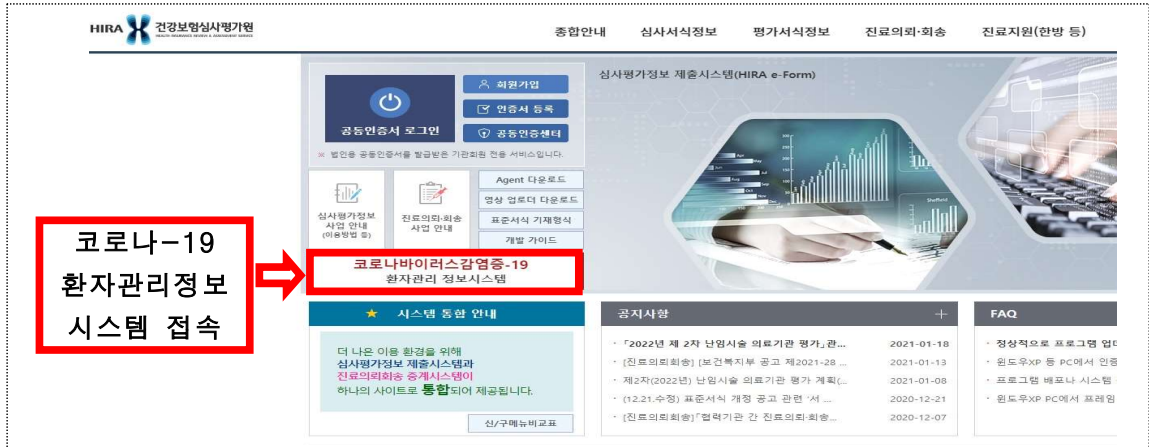 HIRA 건강보험심사평가원
HEALTH INSURANCE REVIEW & ASSESSMENT SERVICE
종합안내 심사서식정보 평가서식정보 진료의뢰·회송 진료지원(한방 등)
심사평가정보 제출시스템(HIRA e-Form)
공동인증서 로그인
회원가입
인증서 등록
공동인증센터
※ 법인용 공동인증서를 발급받은 기관회원 전용 서비스입니다.
심사평가정보
사업 안내
(이용방법 등)
진료의뢰·회송
사업 안내
Agent 다운로드
영상 업로더 다운로드
표준서식 기재형식
개발 가이드
코로나-19
환자관리정보
시스템 접속
코로나바이러스감염증-19
환자관리 정보시스템
★ 시스템 통합 안내
더 나은 이용 환경을 위해
심사평가정보 제출시스템과
진료의뢰회송 중계시스템이
하나의 사이트로 통합되어 제공됩니다.
신/구메뉴비교표
공지사항 +
· 「2022년 제 2차 난임시술 의료기관 평가」관... 2021-01-18
· [진료의뢰회송] [보건복지부 공고 제2021-28 ... 2021-01-13
· 제2차(2022년) 난임시술 의료기관 평가 계획(... 2021-01-08
· (12.21.수정) 표준서식 개정 공고 관련 '서 ... 2020-12-21
· [진료의뢰회송]「협력기관 간 진료의뢰·회송... 2020-12-07
FAQ
· 정상적으로 프로그램 업데
· 윈도우XP 등 PC에서 인증
· 프로그램 배포나 시스템
· 윈도우XP PC에서 프레임